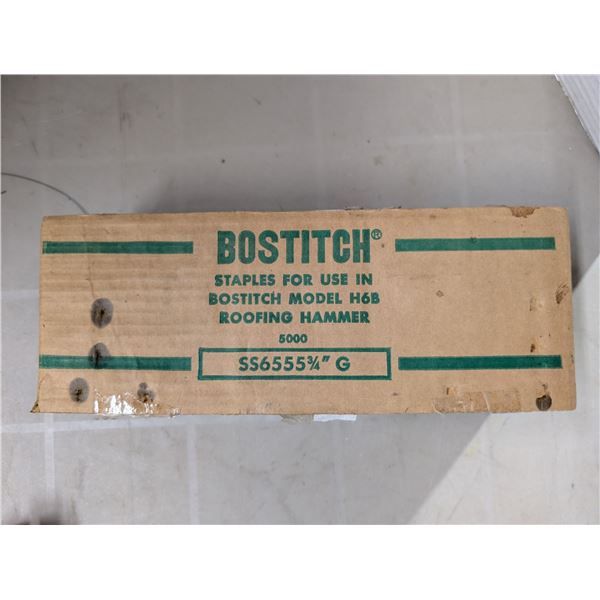 BOSTITCH®
STAPLES FOR USE IN
BOSTITCH MODEL H6B
ROOFING HAMMER
5000
SS6555¾" G